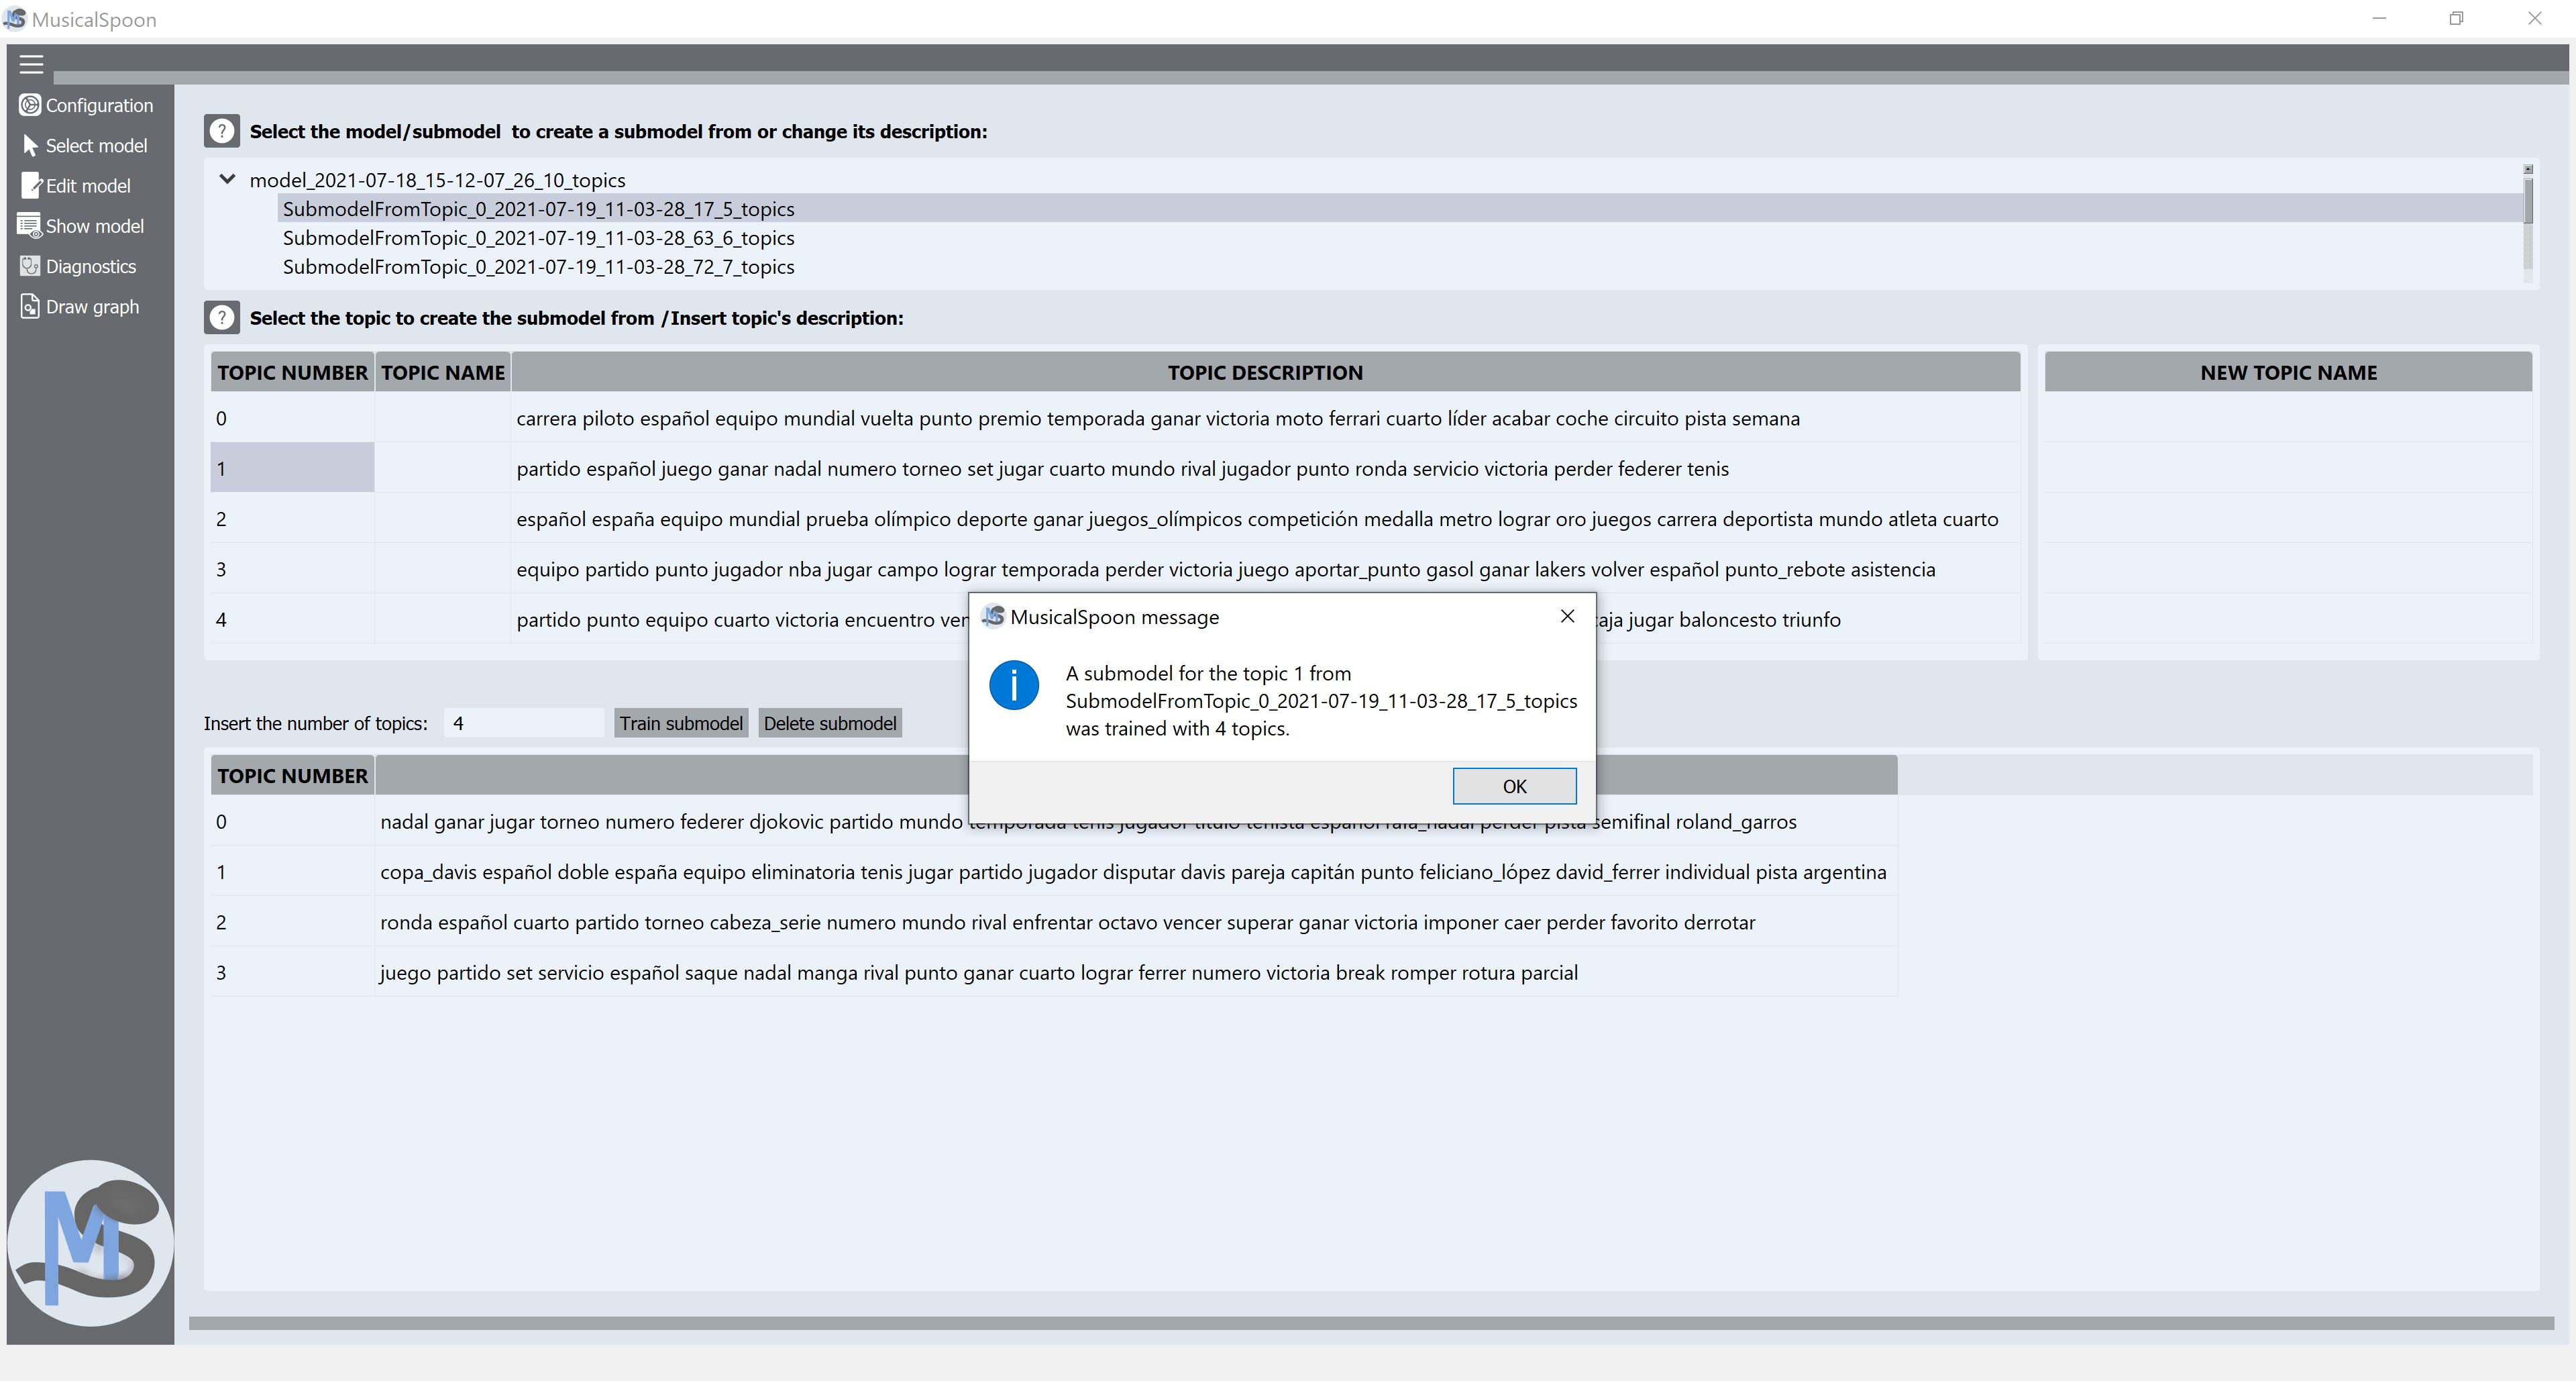 MusicalSpoon
Configuration
Select model
Edit model
Show model
Diagnostics
Draw graph
Select the model/submodel  to create a submodel from or change its description:
model_2021-07-18_15-12-07_26_10_topics
SubmodelFromTopic_0_2021-07-19_11-03-28_17_5_topics
SubmodelFromTopic_0_2021-07-19_11-03-28_63_6_topics
SubmodelFromTopic_0_2021-07-19_11-03-28_72_7_topics
Select the topic to create the submodel from /Insert topic's description:
TOPIC NUMBER TOPIC NAME TOPIC DESCRIPTION NEW TOPIC NAME
0 carrera piloto español equipo mundial vuelta punto premio temporada ganar victoria moto ferrari cuarto líder acabar coche circuito pista semana
1 partido español juego ganar nadal numero torneo set jugar cuarto mundo rival jugador punto ronda servicio victoria perder federer tenis
2 español españa equipo mundial prueba olímpico deporte ganar juegos_olímpicos competición medalla metro lograr oro juegos carrera deportista mundo atleta cuarto
3 equipo partido punto jugador nba jugar campo lograr temporada perder victoria juego aportar_punto gasol ganar lakers volver español punto_rebote asistencia
4 partido punto equipo cuarto victoria encuentro jugar baloncesto triunfo
MusicalSpoon message
A submodel for the topic 1 from
SubmodelFromTopic_0_2021-07-19_11-03-28_17_5_topics
was trained with 4 topics.
OK
Insert the number of topics: 4 Train submodel Delete submodel
TOPIC NUMBER
0 nadal ganar jugar torneo numero federer djokovic partido mundo temporada tenis jugador titulo tenista español rafa_nadal perder pista semifinal roland_garros
1 copa_davis español doble españa equipo eliminatoria tenis jugar partido jugador disputar davis pareja capitán punto feliciano_lópez david_ferrer individual pista argentina
2 ronda español cuarto partido torneo cabeza_serie numero mundo rival enfrentar octavo vencer superar ganar victoria imponer caer perder favorito derrotar
3 juego partido set servicio español saque nadal manga rival punto ganar cuarto lograr ferrer numero victoria break romper rotura parcial
MS